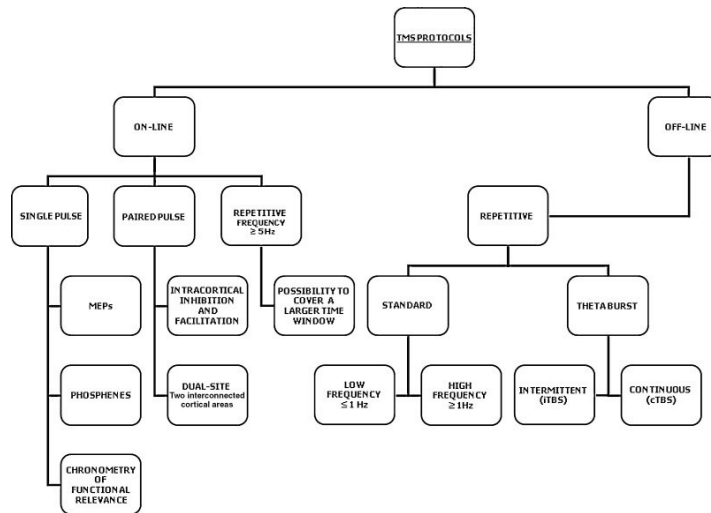 TMS PROTOCOLS
ON-LINE
OFF-LINE
SINGLE PULSE
PAIRED PULSE
REPETITIVE
FREQUENCY
≥ 5Hz
REPETITIVE
MEPs
INTRACORTICAL
INHIBITION
AND
FACILITATION
POSSIBILITY TO
COVER A
LARGER TIME
WINDOW
STANDARD
THETA BURST
PHOSPHENES
DUAL-SITE
Two interconnected
cortical areas
LOW
FREQUENCY
≤ 1 Hz
HIGH
FREQUENCY
≥ 1Hz
INTERMITTENT
(iTBS)
CONTINUOUS
(cTBS)
CHRONOMETRY
OF
FUNCTIONAL
RELEVANCE